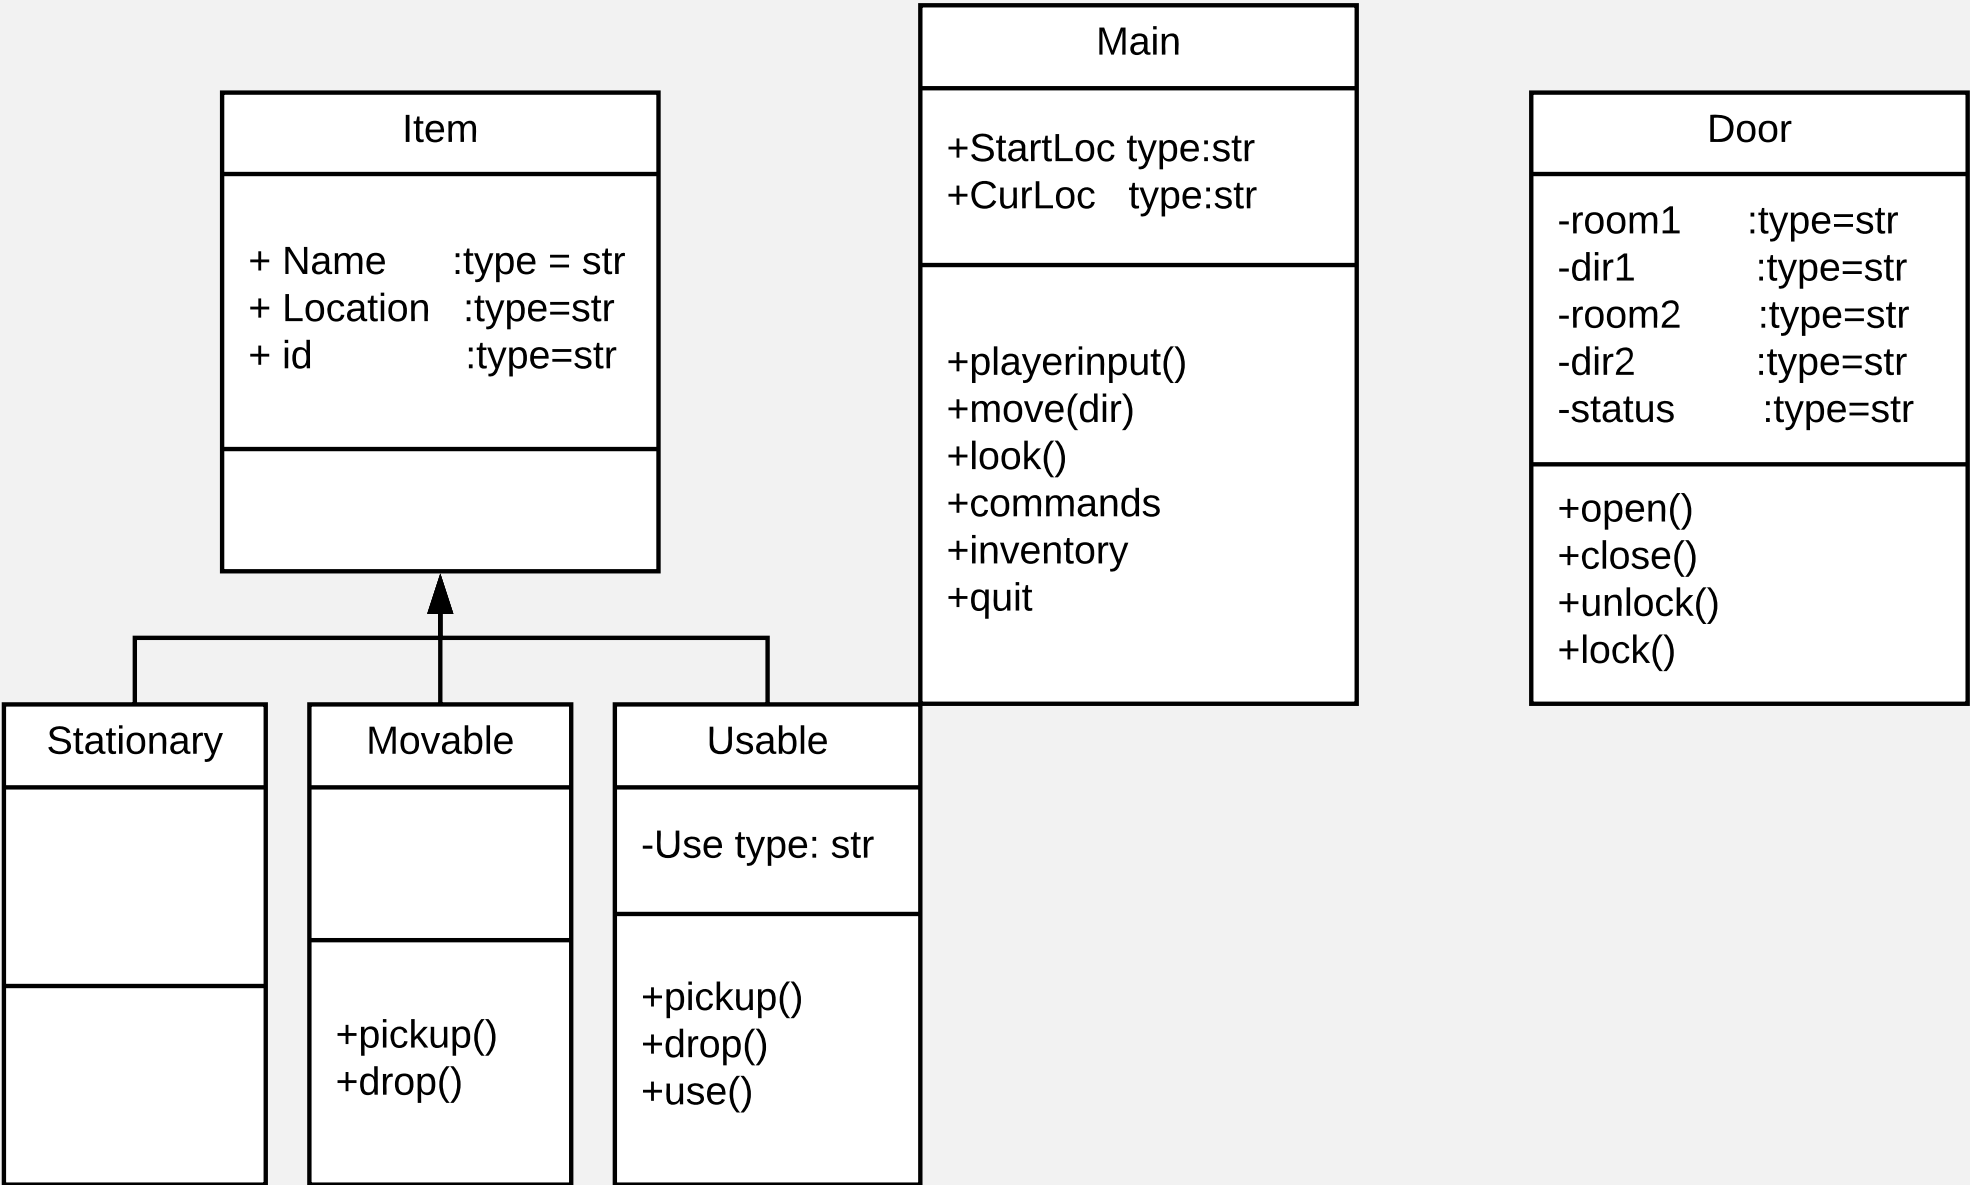 Item
+ Name :type = str
+ Location :type=str
+ id :type=str
Main
+StartLoc type:str
+CurLoc type:str
+playerinput()
+move(dir)
+look()
+commands
+inventory
+quit
Door
-room1 :type=str
-dir1 :type=str
-room2 :type=str
-dir2 :type=str
-status :type=str
+open()
+close()
+unlock()
+lock()
Stationary
Movable
+pickup()
+drop()
Usable
-Use type: str
+pickup()
+drop()
+use()